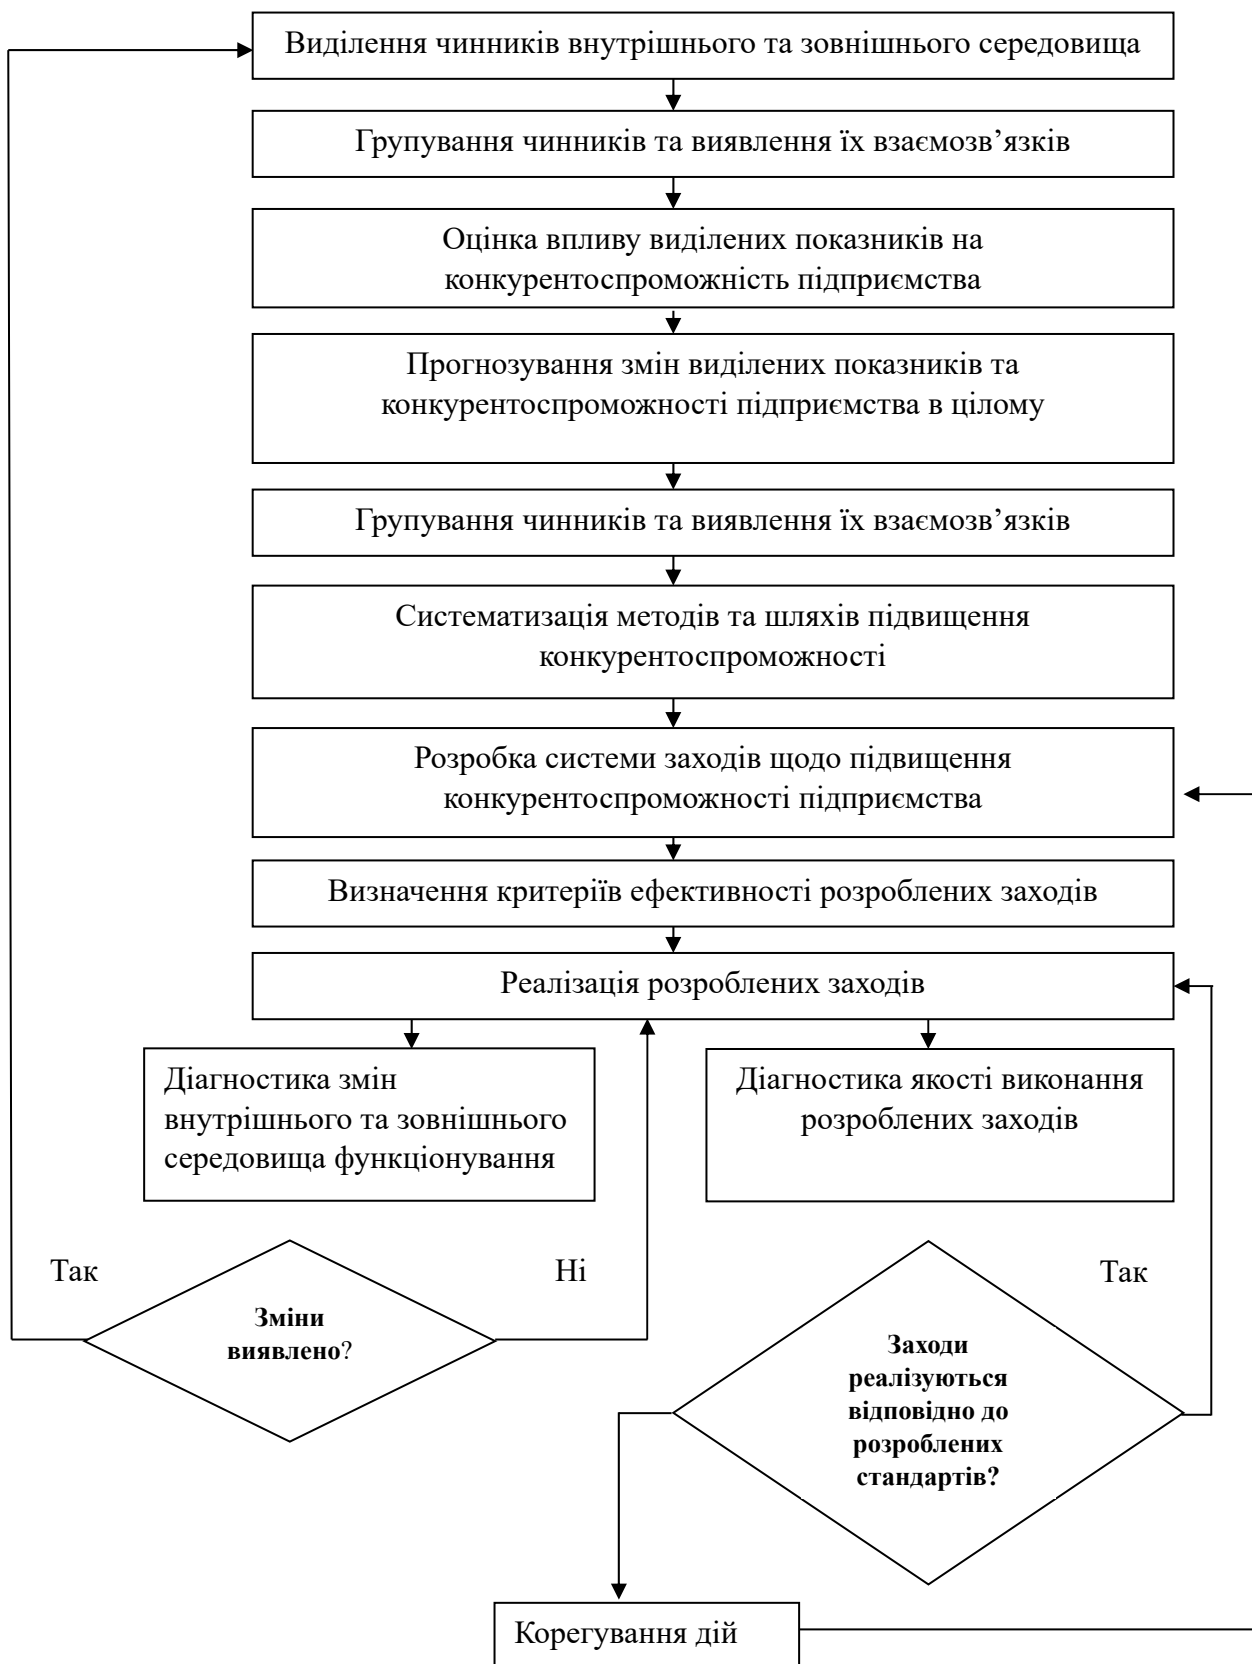 Виділення чинників внутрішнього та зовнішнього середовища
Групування чинників та виявлення їх взаємозв’язків
Оцінка впливу виділених показників на
конкурентоспроможність підприємства
Прогнозування змін виділених показників та
конкурентоспроможності підприємства в цілому
Групування чинників та виявлення їх взаємозв’язків
Систематизація методів та шляхів підвищення
конкурентоспроможності
Розробка системи заходів щодо підвищення
конкурентоспроможності підприємства
Визначення критеріїв ефективності розроблених заходів
Реалізація розроблених заходів
Діагностика змін
внутрішнього та зовнішнього
середовища функціонування
Діагностика якості виконання
розроблених заходів
Так
Ні
Так
Зміни
виявлено?
Заходи
реалізуються
відповідно до
розроблених
стандартів?
Корегування дій